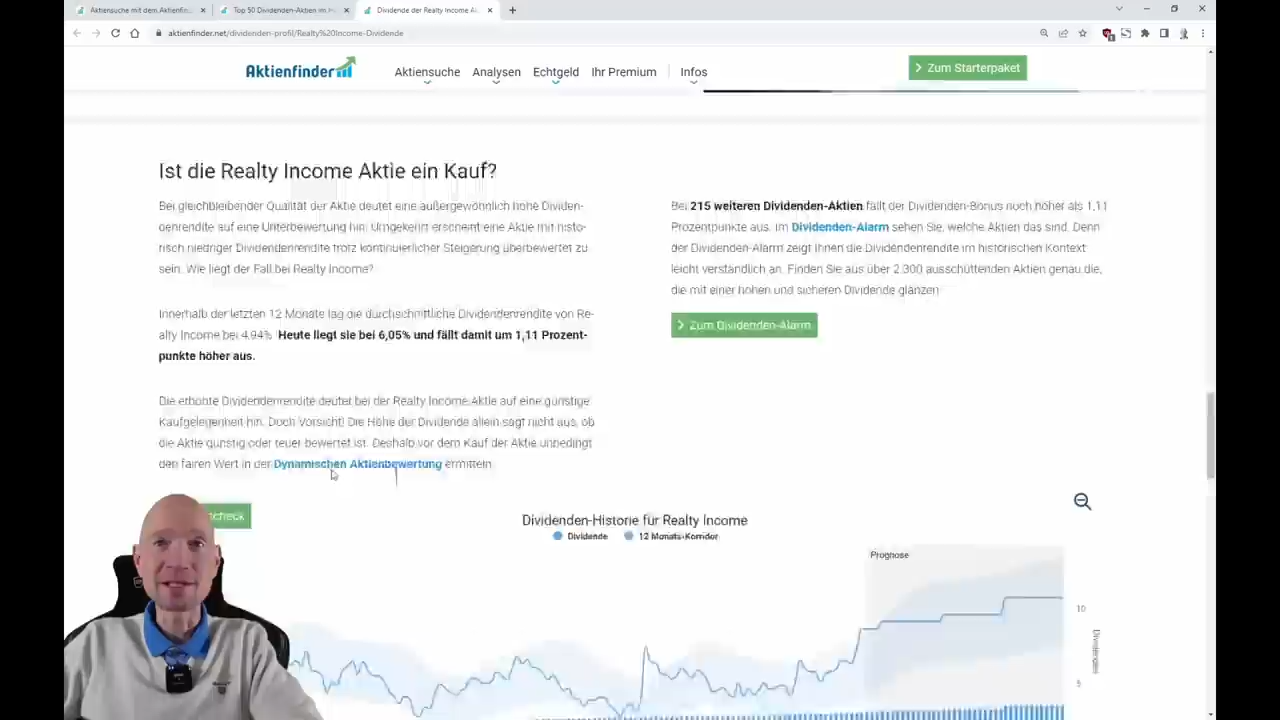 Aktiensuche mit dem Aktienfin
Top 50 Dividenden-Aktien im
Dividende der Realty Income A
aktienfinder.net/dividenden-profil/Realty%20Income-Dividende
Aktienfinder
Aktiensuche Analysen Echtgeld Ihr Premium Infos
Zum Starterpaket
Ist die Realty Income Aktie ein Kauf?
Bei gleichbleibender Qualität der Aktie deutet eine außergewöhnlich hohe Dividen-
denrendite auf eine Unterbewertung hin. Umgekehrt erscheint eine Aktie mit histo-
risch niedriger Dividendenrendite trotz kontinuierlicher Steigerung überbewertet zu
sein. Wie liegt der Fall bei Realty Income?
Innerhalb der letzten 12 Monate lag die durchschnittliche Dividendenrendite von Re-
alty Income bei 4,94%. Heute liegt sie bei 6,05% und fällt damit um 1,11 Prozent-
punkte höher aus.
Die erhöhte Dividendenrendite deutet bei der Realty Income Aktie auf eine günstige
Kaufgelegenheit hin. Doch Vorsicht! Die Höhe der Dividende allein sagt nicht aus, ob
die Aktie günstig oder teuer bewertet ist. Deshalb vor dem Kauf der Aktie unbedingt
den fairen Wert in der Dynamischen Aktienbewertung ermitteln.
check
Bei 215 weiteren Dividenden-Aktien fällt der Dividenden-Bonus noch höher als 1,11
Prozentpunkte aus. Im Dividenden-Alarm sehen Sie, welche Aktien das sind. Denn
der Dividenden-Alarm zeigt Ihnen die Dividendenrendite im historischen Kontext
leicht verständlich an. Finden Sie aus über 2.300 ausschüttenden Aktien genau die,
die mit einer hohen und sicheren Dividende glänzen
Zum Dividenden-Alarm
Dividenden-Historie für Realty Income
Dividende 12 Monats-Korridor
Prognose
10
5
Dividenden